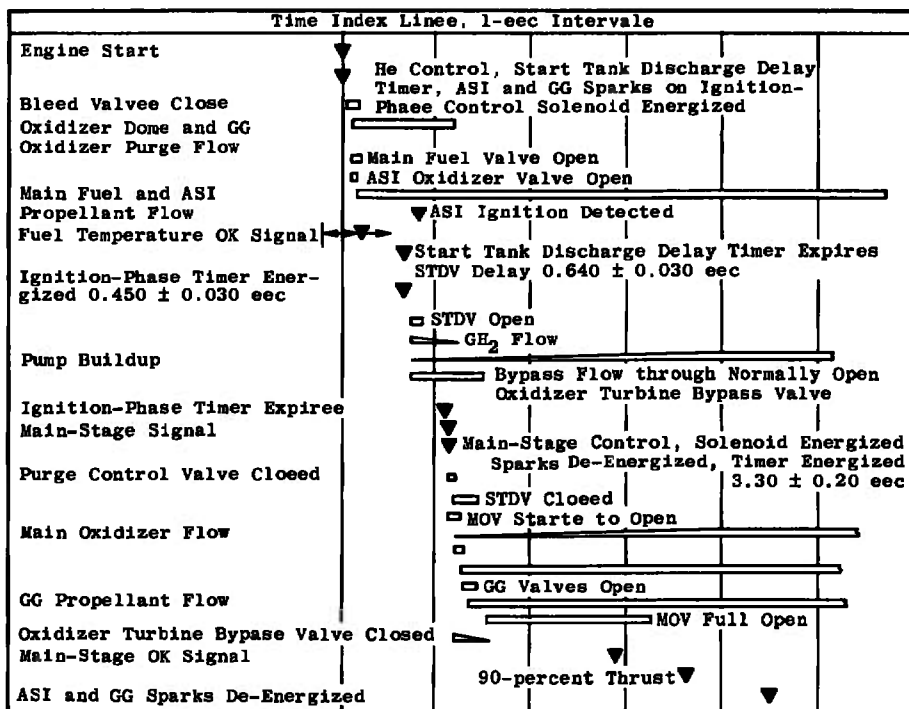 Time Index Linee, 1-eec Intervale
Engine Start
He Control, Start Tank Discharge Delay
Timer, ASI and GG Sparks on Ignition-
Phaee Control Solenoid Energized
Bleed Valvee Close
Oxidizer Dome and GG
Oxidizer Purge Flow
Main Fuel Valve Open
ASI Oxidizer Valve Open
Main Fuel and ASI
Propellant Flow
ASI Ignition Detected
Fuel Temperature OK Signal
Start Tank Discharge Delay Timer Expires
STDV Delay 0.640 ± 0.030 eec
Ignition-Phase Timer Ener-
gized 0.450 ± 0.030 eec
STDV Open
GH2 Flow
Pump Buildup
Bypass Flow through Normally Open
Oxidizer Turbine Bypass Valve
Ignition-Phase Timer Expiree
Main-Stage Signal
Main-Stage Control, Solenoid Energized
Sparks De-Energized, Timer Energized
3.30 ± 0.20 eec
Purge Control Valve Cloeed
STDV Cloeed
MOV Starte to Open
Main Oxidizer Flow
GG Valves Open
GG Propellant Flow
MOV Full Open
Oxidizer Turbine Bypase Valve Closed
Main-Stage OK Signal
90-percent Thrust
ASI and GG Sparks De-Energized